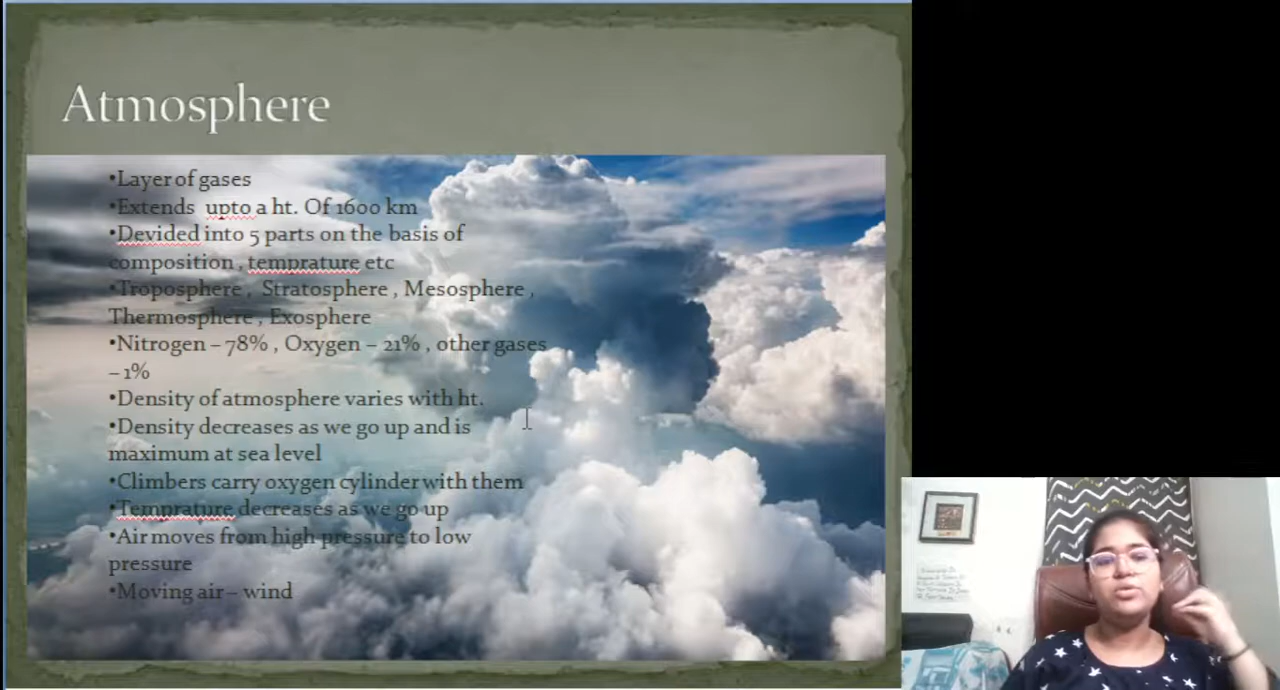 Atmosphere
•Layer of gases
•Extends upto a ht. Of 1600 km
•Devided into 5 parts on the basis of
composition , temprature etc
•Troposphere , Stratosphere , Mesosphere ,
Thermosphere , Exosphere
•Nitrogen – 78% , Oxygen – 21% , other gases
– 1%
•Density of atmosphere varies with ht.
•Density decreases as we go up and is
maximum at sea level
•Climbers carry oxygen cylinder with them
•Temprature decreases as we go up
•Air moves from high pressure to low
pressure
•Moving air – wind